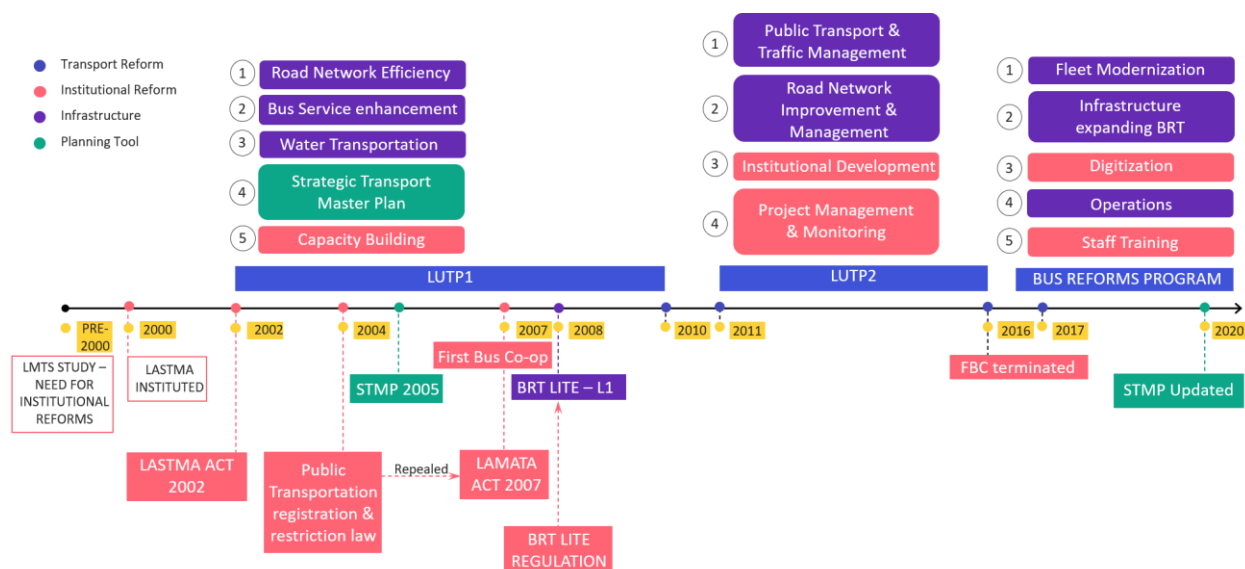 Transport Reform
Institutional Reform
Infrastructure
Planning Tool
1
Road Network Efficiency
2
Bus Service enhancement
3
Water Transportation
4
Strategic Transport
Master Plan
5
Capacity Building
1
Public Transport &
Traffic Management
2
Road Network
Improvement &
Management
3
Institutional Development
4
Project Management
& Monitoring
1
Fleet Modernization
2
Infrastructure
expanding BRT
3
Digitization
4
Operations
5
Staff Training
LUTP1
LUTP2
BUS REFORMS PROGRAM
PRE-
2000
2000
2002
2004
2007
2008
2010
2011
2016
2017
2020
LMTS STUDY –
NEED FOR
INSTITUTIONAL
REFORMS
LASTMA
INSTITUTED
LASTMA ACT
2002
Public
Transportation
registration &
restriction law
STMP 2005
Repealed
First Bus Co-op
LAMATA
ACT 2007
BRT LITE – L1
BRT LITE
REGULATION
FBC terminated
STMP Updated